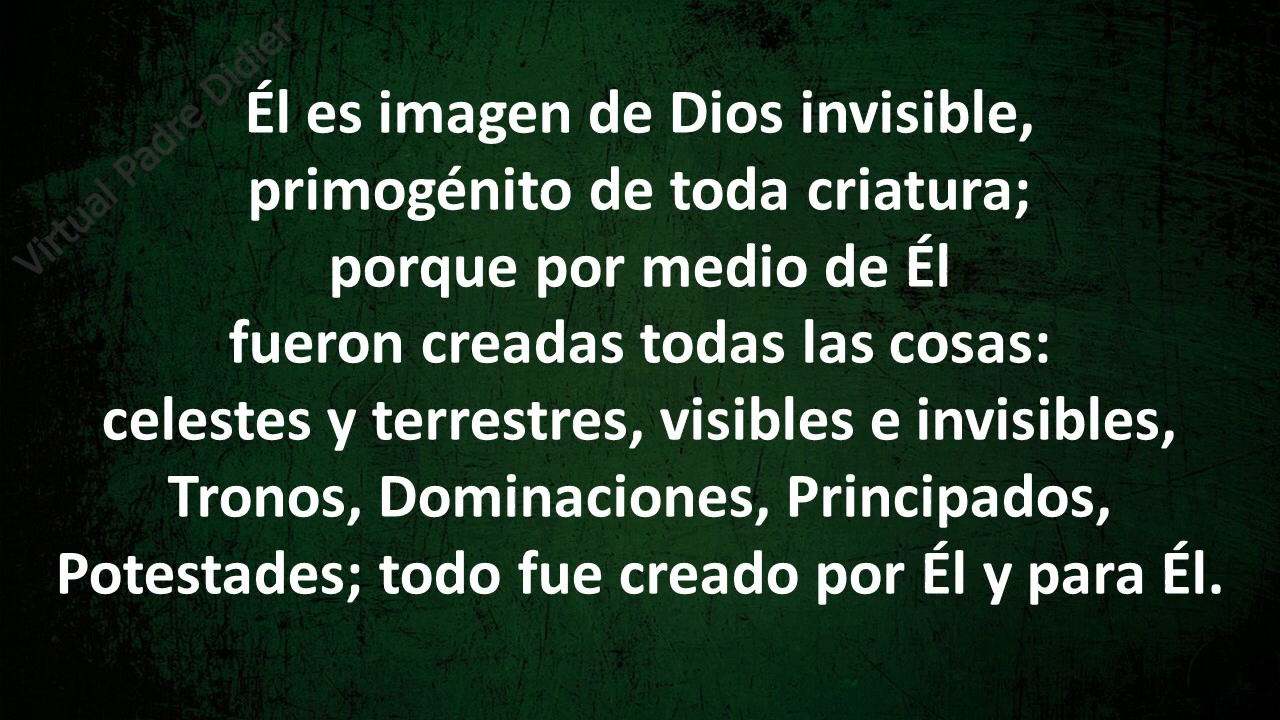 Virtual Padre Didier
Él es imagen de Dios invisible,
primogénito de toda criatura;
porque por medio de Él
fueron creadas todas las cosas:
celestes y terrestres, visibles e invisibles,
Tronos, Dominaciones, Principados,
Potestades; todo fue creado por Él y para Él.